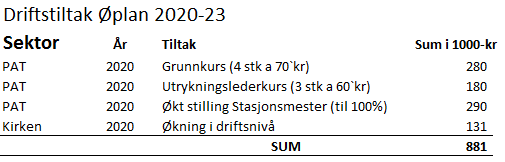 Driftstiltak Øplan 2020-23
Sektor År Tiltak Sum i 1000-kr
PAT 2020 Grunnkurs (4 stk a 70`kr) 280
PAT 2020 Utrykningslederkurs (3 stk a 60`kr) 180
PAT 2020 Økt stilling Stasjonsmester (til 100%) 290
Kirken 2020 Økning i driftsnivå 131
SUM 881